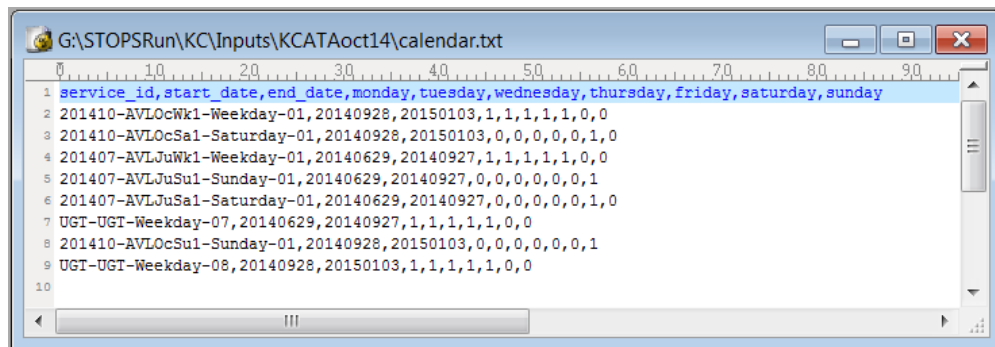 G:\STOPSRun\KC\Inputs\KCATAoct14\calendar.txt
0 10 20 30 40 50 60 70 80 90
1 service_id,start_date,end_date,monday,tuesday,wednesday,thursday,friday,saturday,sunday
2 201410-AVLOcWk1-Weekday-01,20140928,20150103,1,1,1,1,1,0,0
3 201410-AVLOcSa1-Saturday-01,20140928,20150103,0,0,0,0,0,1,0
4 201407-AVLJuWk1-Weekday-01,20140629,20140927,1,1,1,1,1,0,0
5 201407-AVLJuSu1-Sunday-01,20140629,20140927,0,0,0,0,0,0,1
6 201407-AVLJuSa1-Saturday-01,20140629,20140927,0,0,0,0,0,1,0
7 UGT-UGT-Weekday-07,20140629,20140927,1,1,1,1,1,0,0
8 201410-AVLOcSu1-Sunday-01,20140928,20150103,0,0,0,0,0,0,1
9 UGT-UGT-Weekday-08,20140928,20150103,1,1,1,1,1,0,0
10